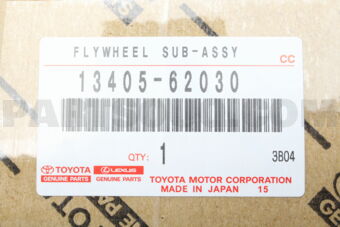 FLYWHEEL SUB-ASSY
CC
13405-62030
QTY: 1
3B04
TOYOTA LEXUS
GENUINE PARTS GENUINE PARTS
TOYOTA MOTOR CORPORATION
MADE IN JAPAN 15